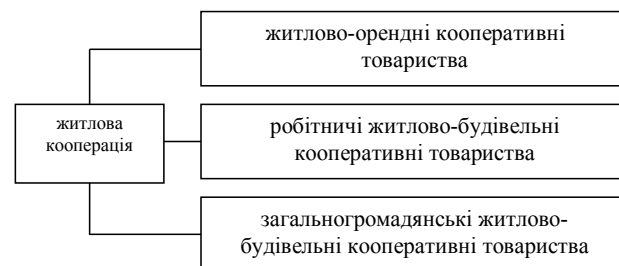 житлово-орендні кооперативні
товариства
житлова
кооперація
робітничі житлово-будівельні
кооперативні товариства
загальногромадянські житлово-
будівельні кооперативні товариства